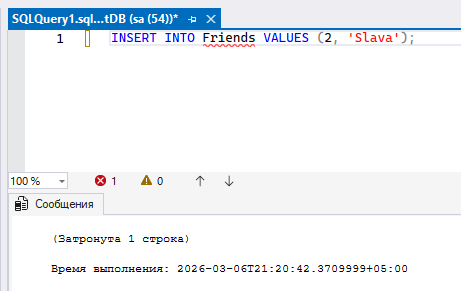 SQLQuery1.sql...tDB (sa (54))*
1 INSERT INTO Friends VALUES (2, 'Slava');
100 % 1 0
Сообщения
(Затронута 1 строка)
Время выполнения: 2026-03-06T21:20:42.3709999+05:00